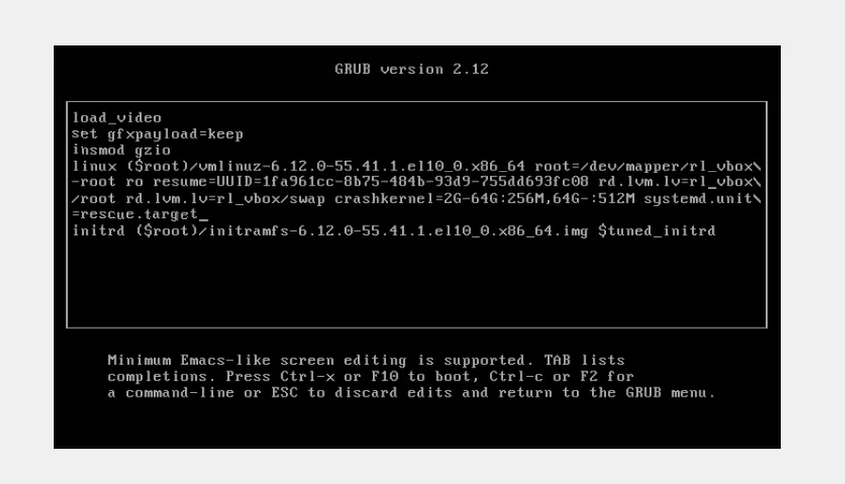 GRUB version 2.12
load_video
set gfxpayload=keep
insmod gzio
linux ($root)/vmlinuz-6.12.0-55.41.1.el10_0.x86_64 root=/dev/mapper/rl_vbox\
-root ro resume=UUID=1fa961cc-8b75-484b-93d9-755dd693fc08 rd.lvm.lv=rl_vbox\
/root rd.lvm.lv=rl_vbox/swap crashkernel=2G-64G:256M,64G-:512M systemd.unit\
=rescue.target_
initrd ($root)/initramfs-6.12.0-55.41.1.el10_0.x86_64.img $tuned_initrd
Minimum Emacs-like screen editing is supported. TAB lists
completions. Press Ctrl-x or F10 to boot, Ctrl-c or F2 for
a command-line or ESC to discard edits and return to the GRUB menu.